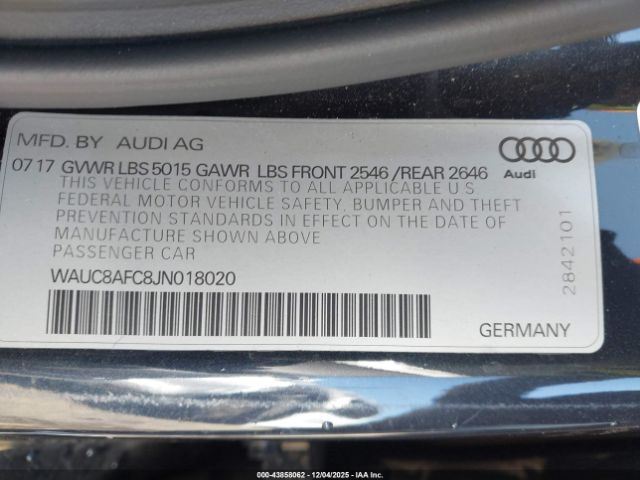 MFD. BY AUDI AG
07 17 GVWR LBS 5015 GAWR LBS FRONT 2546 / REAR 2646
THIS VEHICLE CONFORMS TO ALL APPLICABLE U.S.
FEDERAL MOTOR VEHICLE SAFETY, BUMPER AND THEFT
PREVENTION STANDARDS IN EFFECT ON THE DATE OF
MANUFACTURE SHOWN ABOVE
PASSENGER CAR
WAUC8AFC8JN018020
GERMANY
Audi
2842101
000-43858062 - 12/04/2025 - © Copyright 2025 IAA